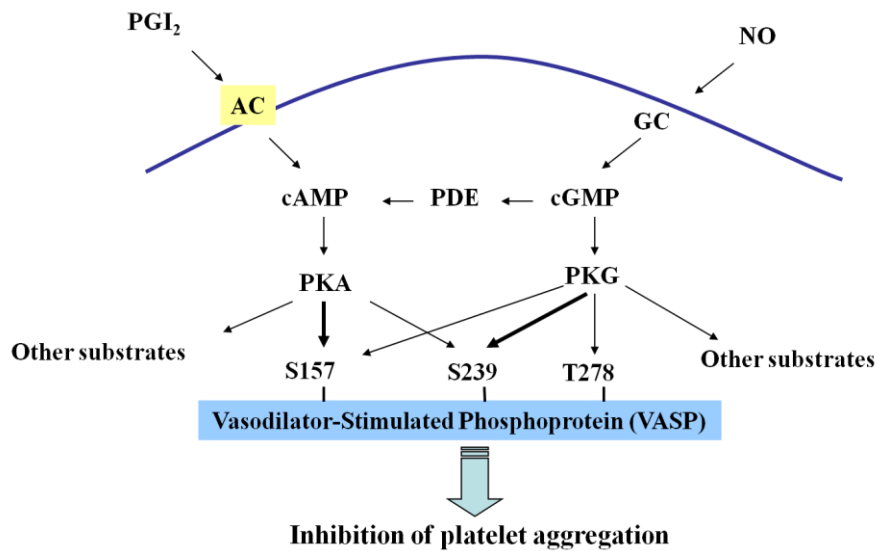 PGI₂
NO
AC
GC
cAMP
PDE
cGMP
PKA
PKG
Other substrates
Other substrates
S157
S239
T278
Vasodilator-Stimulated Phosphoprotein (VASP)
Inhibition of platelet aggregation